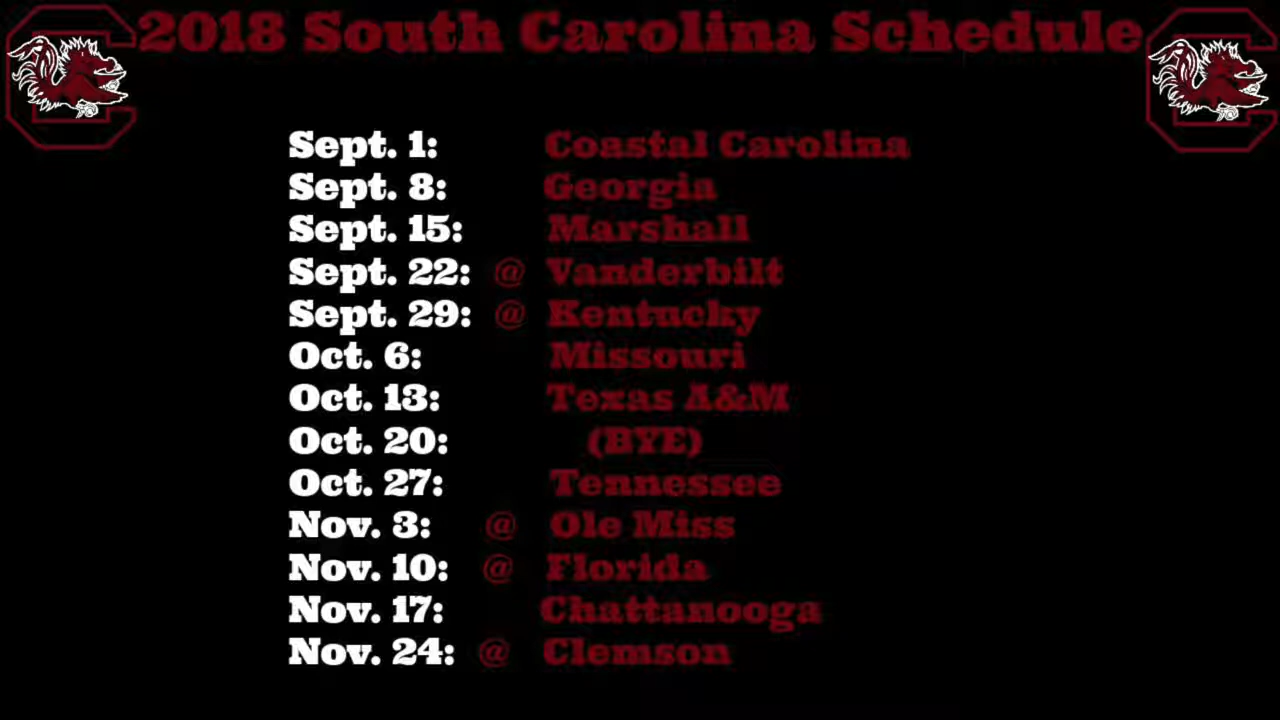 2018 South Carolina Schedule
Sept. 1: Coastal Carolina
Sept. 8: Georgia
Sept. 15: Marshall
Sept. 22: @ Vanderbilt
Sept. 29: @ Kentucky
Oct. 6: Missouri
Oct. 13: Texas A&M
Oct. 20: (BYE)
Oct. 27: Tennessee
Nov. 3: @ Ole Miss
Nov. 10: @ Florida
Nov. 17: Chattanooga
Nov. 24: @ Clemson